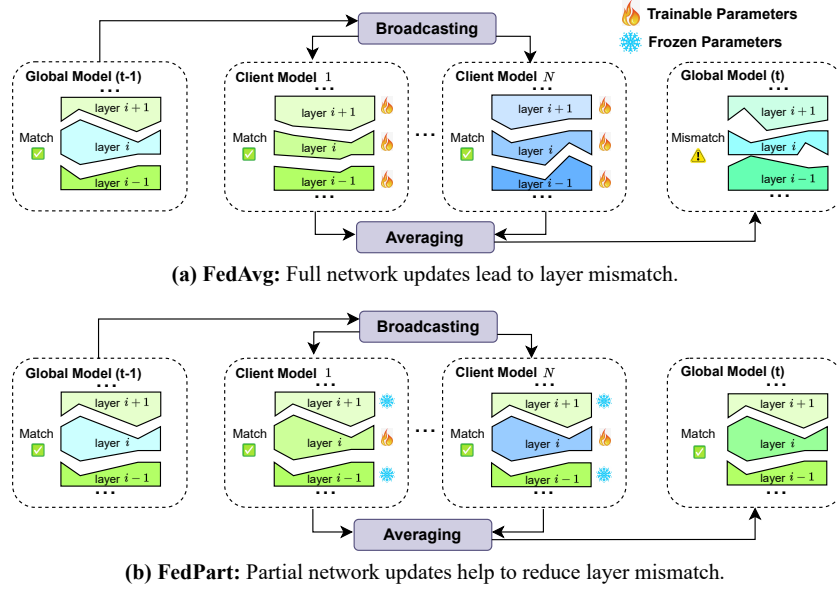 Broadcasting
Trainable Parameters
Frozen Parameters
Global Model (t-1)
...
layer i + 1
Match
layer i
layer i − 1
...
Client Model 1
...
layer i + 1
Match
layer i
layer i − 1
...
...
Client Model N
...
layer i + 1
Match
layer i
layer i − 1
...
Global Model (t)
...
layer i + 1
Mismatch
layer i
layer i − 1
...
Averaging
(a) FedAvg: Full network updates lead to layer mismatch.
Broadcasting
Global Model (t-1)
...
layer i + 1
Match
layer i
layer i − 1
...
Client Model 1
...
layer i + 1
Match
layer i
layer i − 1
...
...
Client Model N
...
layer i + 1
Match
layer i
layer i − 1
...
Global Model (t)
...
layer i + 1
Match
layer i
layer i − 1
...
Averaging
(b) FedPart: Partial network updates help to reduce layer mismatch.